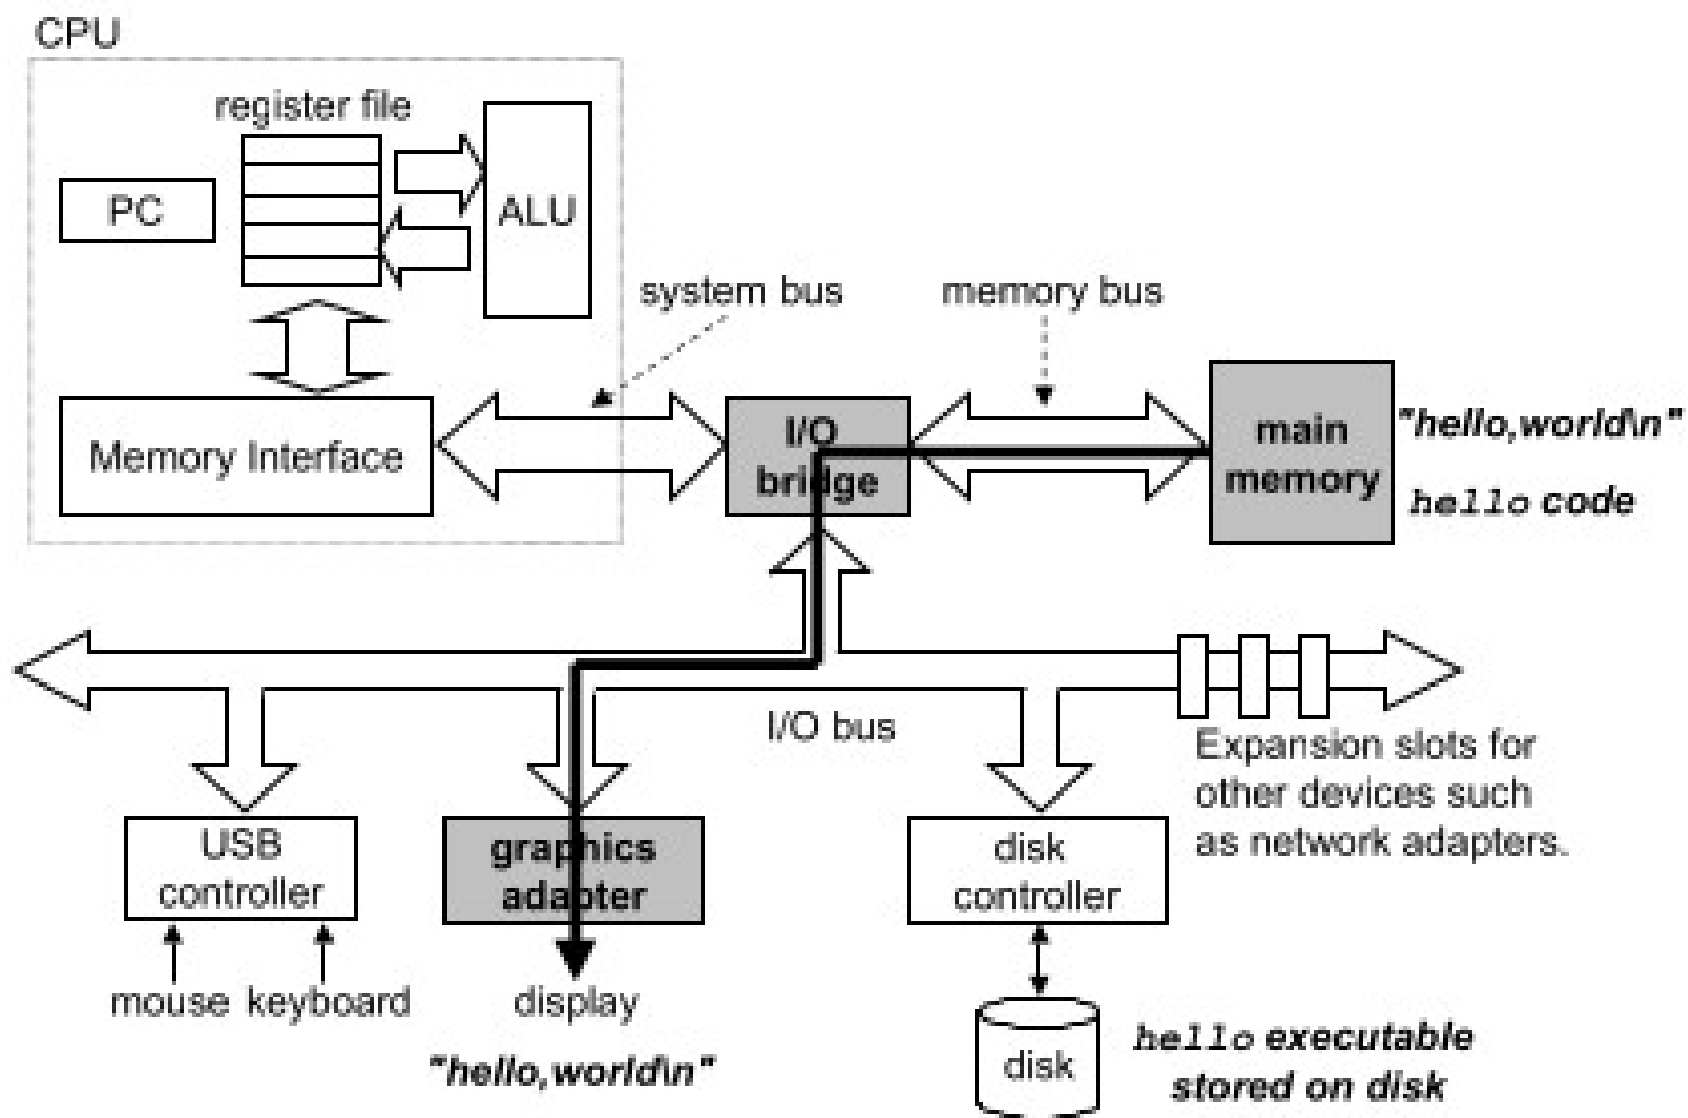 CPU
register file
PC
ALU
system bus
memory bus
Memory Interface
I/O
bridge
main
memory
"hello,world\n"
hello code
I/O bus
Expansion slots for
other devices such
as network adapters.
USB
controller
graphics
adapter
disk
controller
mouse keyboard
display
"hello,world\n"
disk
hello executable
stored on disk